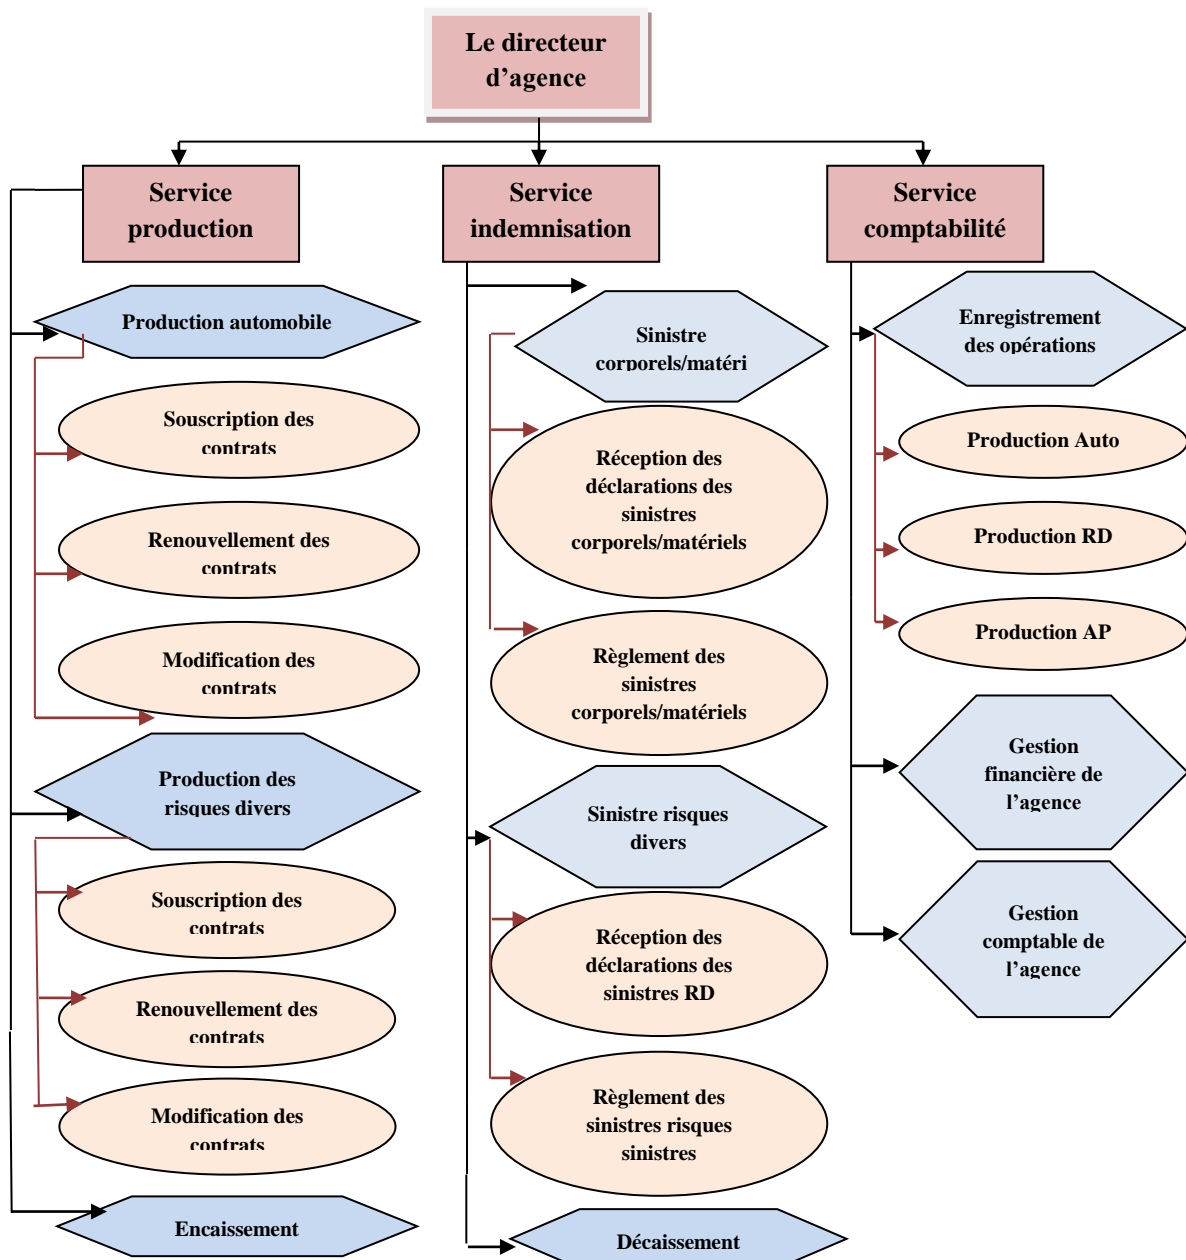 Le directeur
d’agence
Service
production
Production automobile
Souscription des
contrats
Renouvellement des
contrats
Modification des
contrats
Production des
risques divers
Souscription des
contrats
Renouvellement des
contrats
Modification des
contrats
Encaissement
Service
indemnisation
Sinistre
corporels/matéri
Réception des
déclarations des
sinistres
corporels/matériels
Règlement des
sinistres
corporels/matériels
Sinistre risques
divers
Réception des
déclarations des
sinistres RD
Règlement des
sinistres risques
sinistres
Décaissement
Service
comptabilité
Enregistrement
des opérations
Production Auto
Production RD
Production AP
Gestion
financière de
l’agence
Gestion
comptable de
l’agence